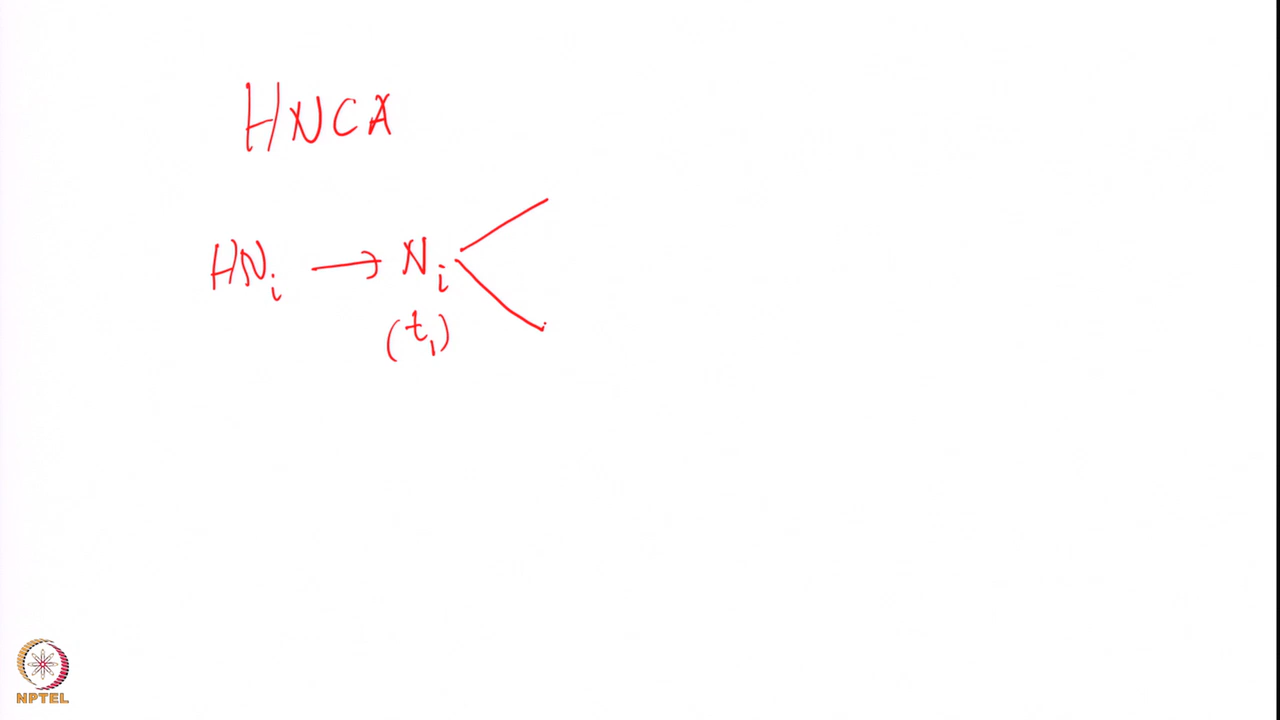 HNCA
HNᵢ → Nᵢ
(t₁)
NPTEL